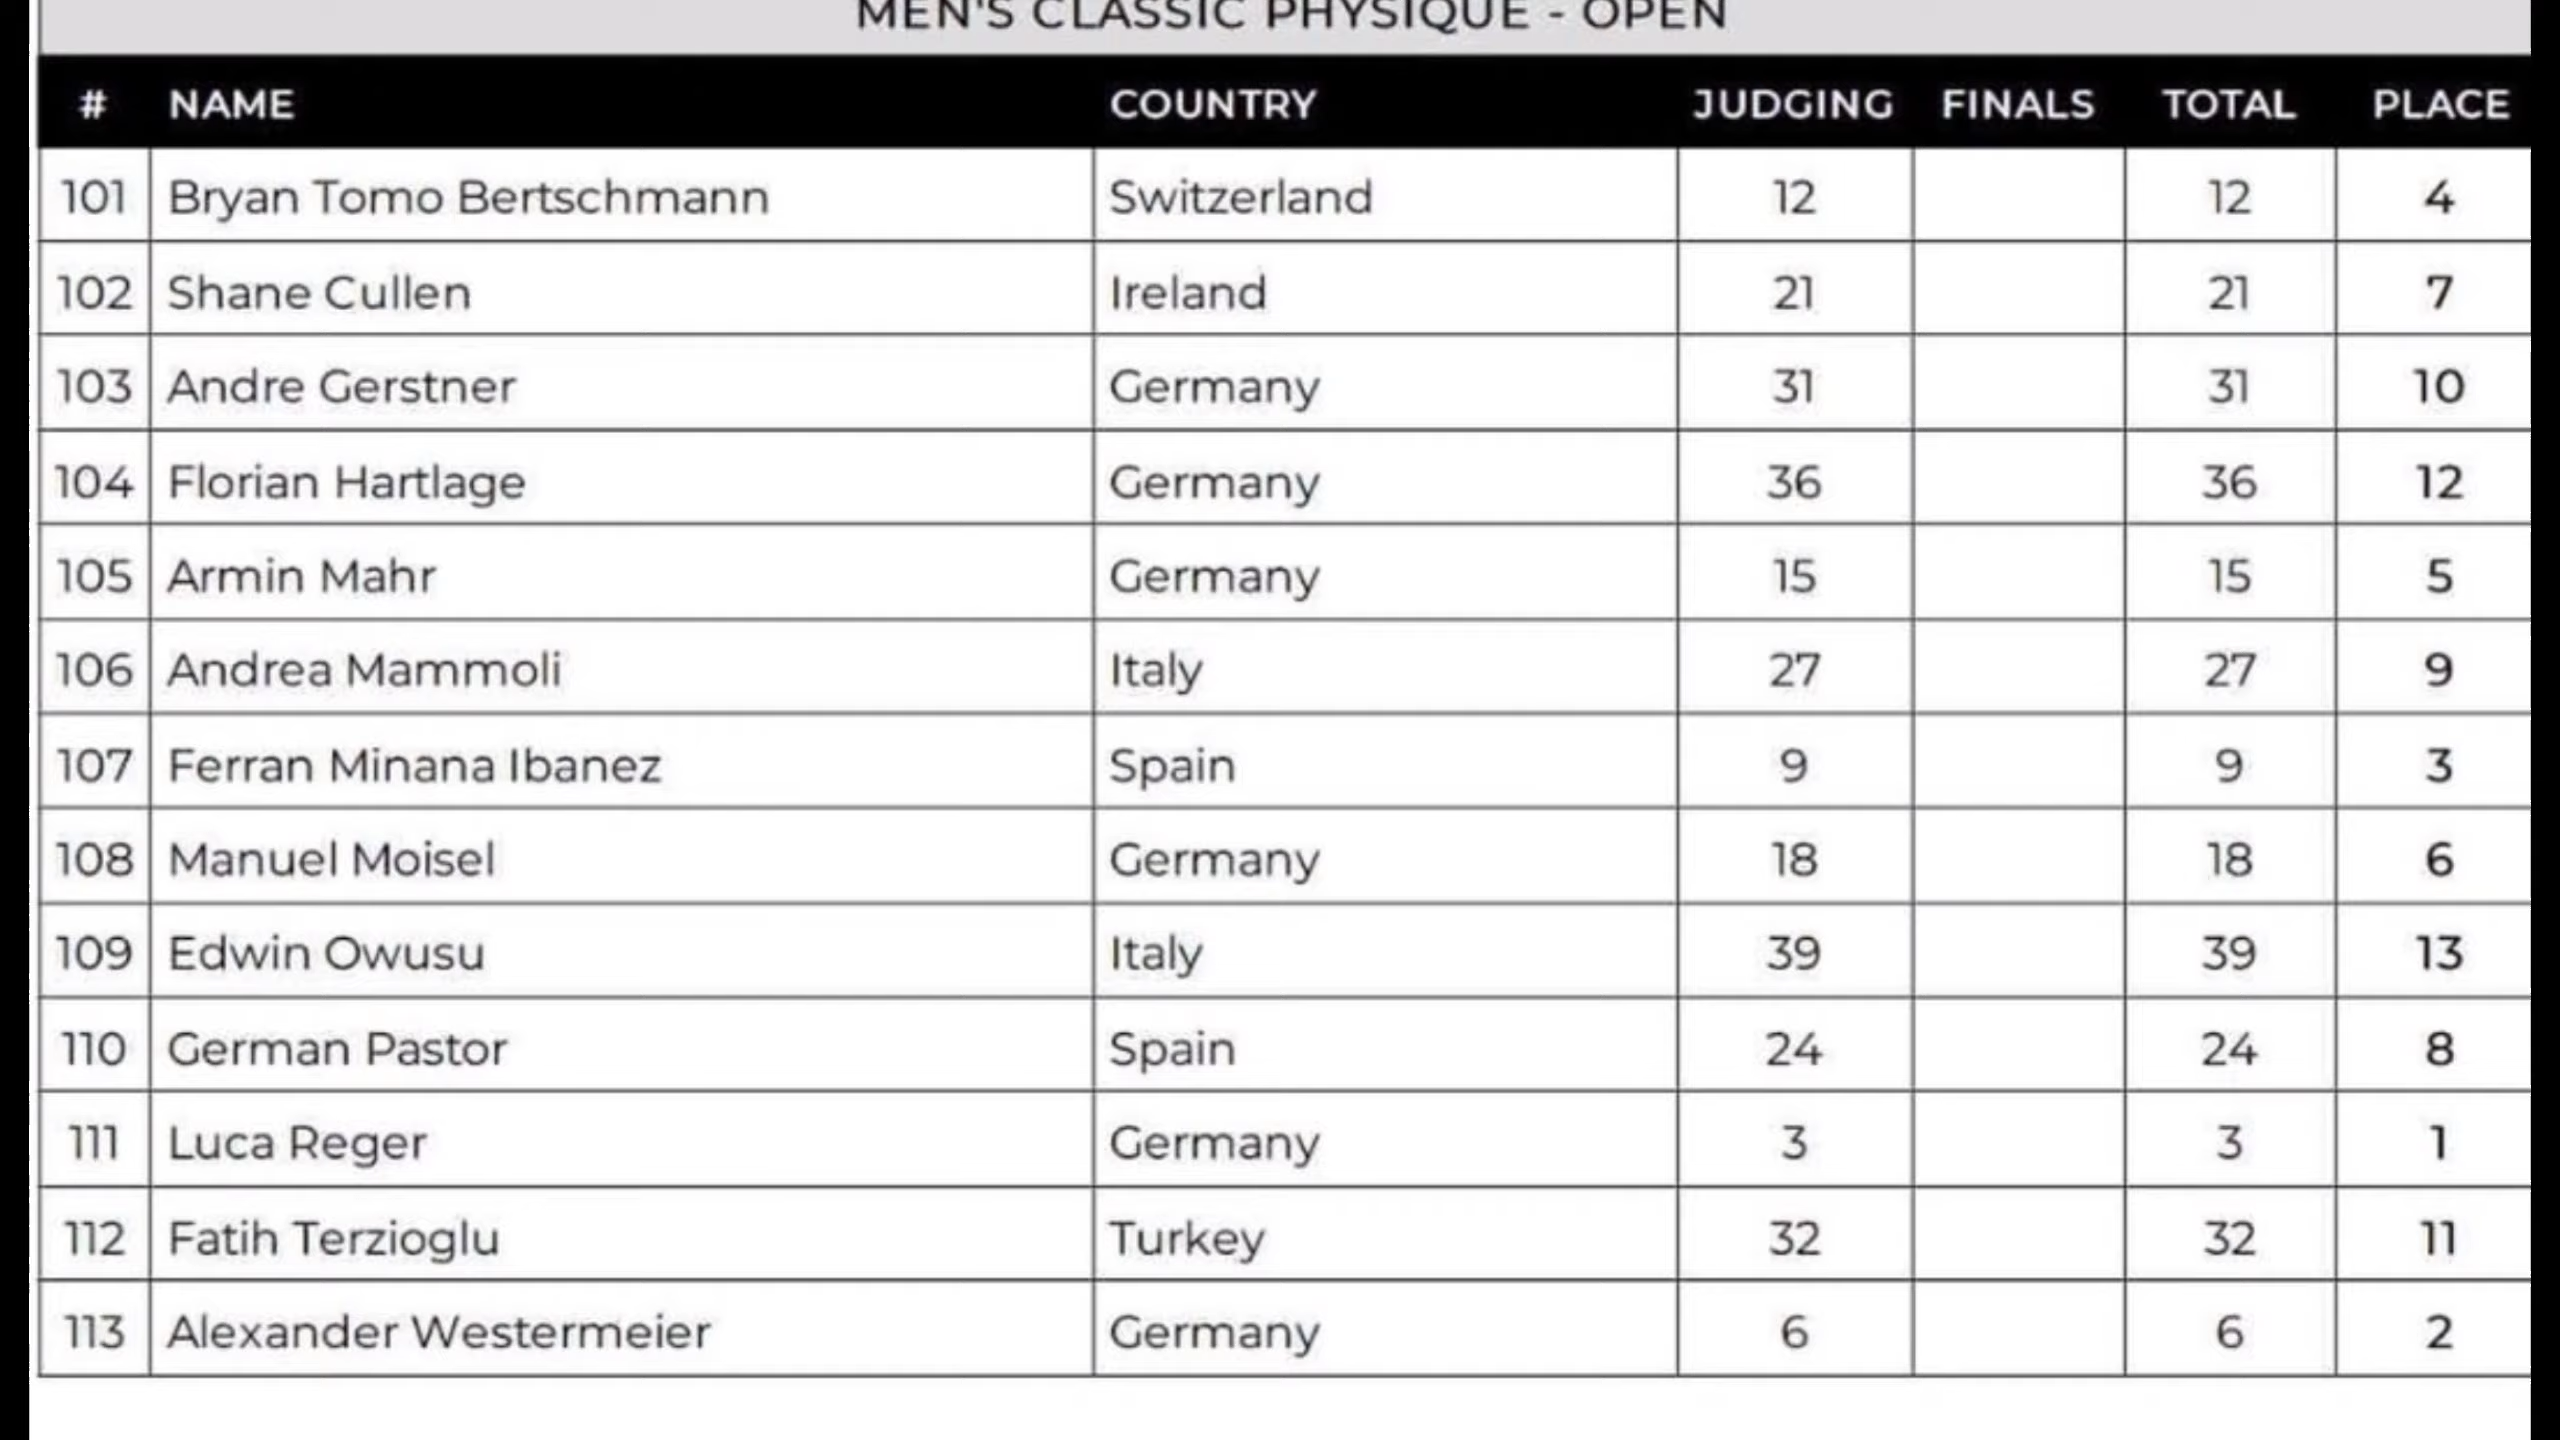 MEN'S CLASSIC PHYSIQUE - OPEN
# NAME COUNTRY JUDGING FINALS TOTAL PLACE
101 Bryan Tomo Bertschmann Switzerland 12 12 4
102 Shane Cullen Ireland 21 21 7
103 Andre Gerstner Germany 31 31 10
104 Florian Hartlage Germany 36 36 12
105 Armin Mahr Germany 15 15 5
106 Andrea Mammoli Italy 27 27 9
107 Ferran Minana Ibanez Spain 9 9 3
108 Manuel Moisel Germany 18 18 6
109 Edwin Owusu Italy 39 39 13
110 German Pastor Spain 24 24 8
111 Luca Reger Germany 3 3 1
112 Fatih Terzioglu Turkey 32 32 11
113 Alexander Westermeier Germany 6 6 2